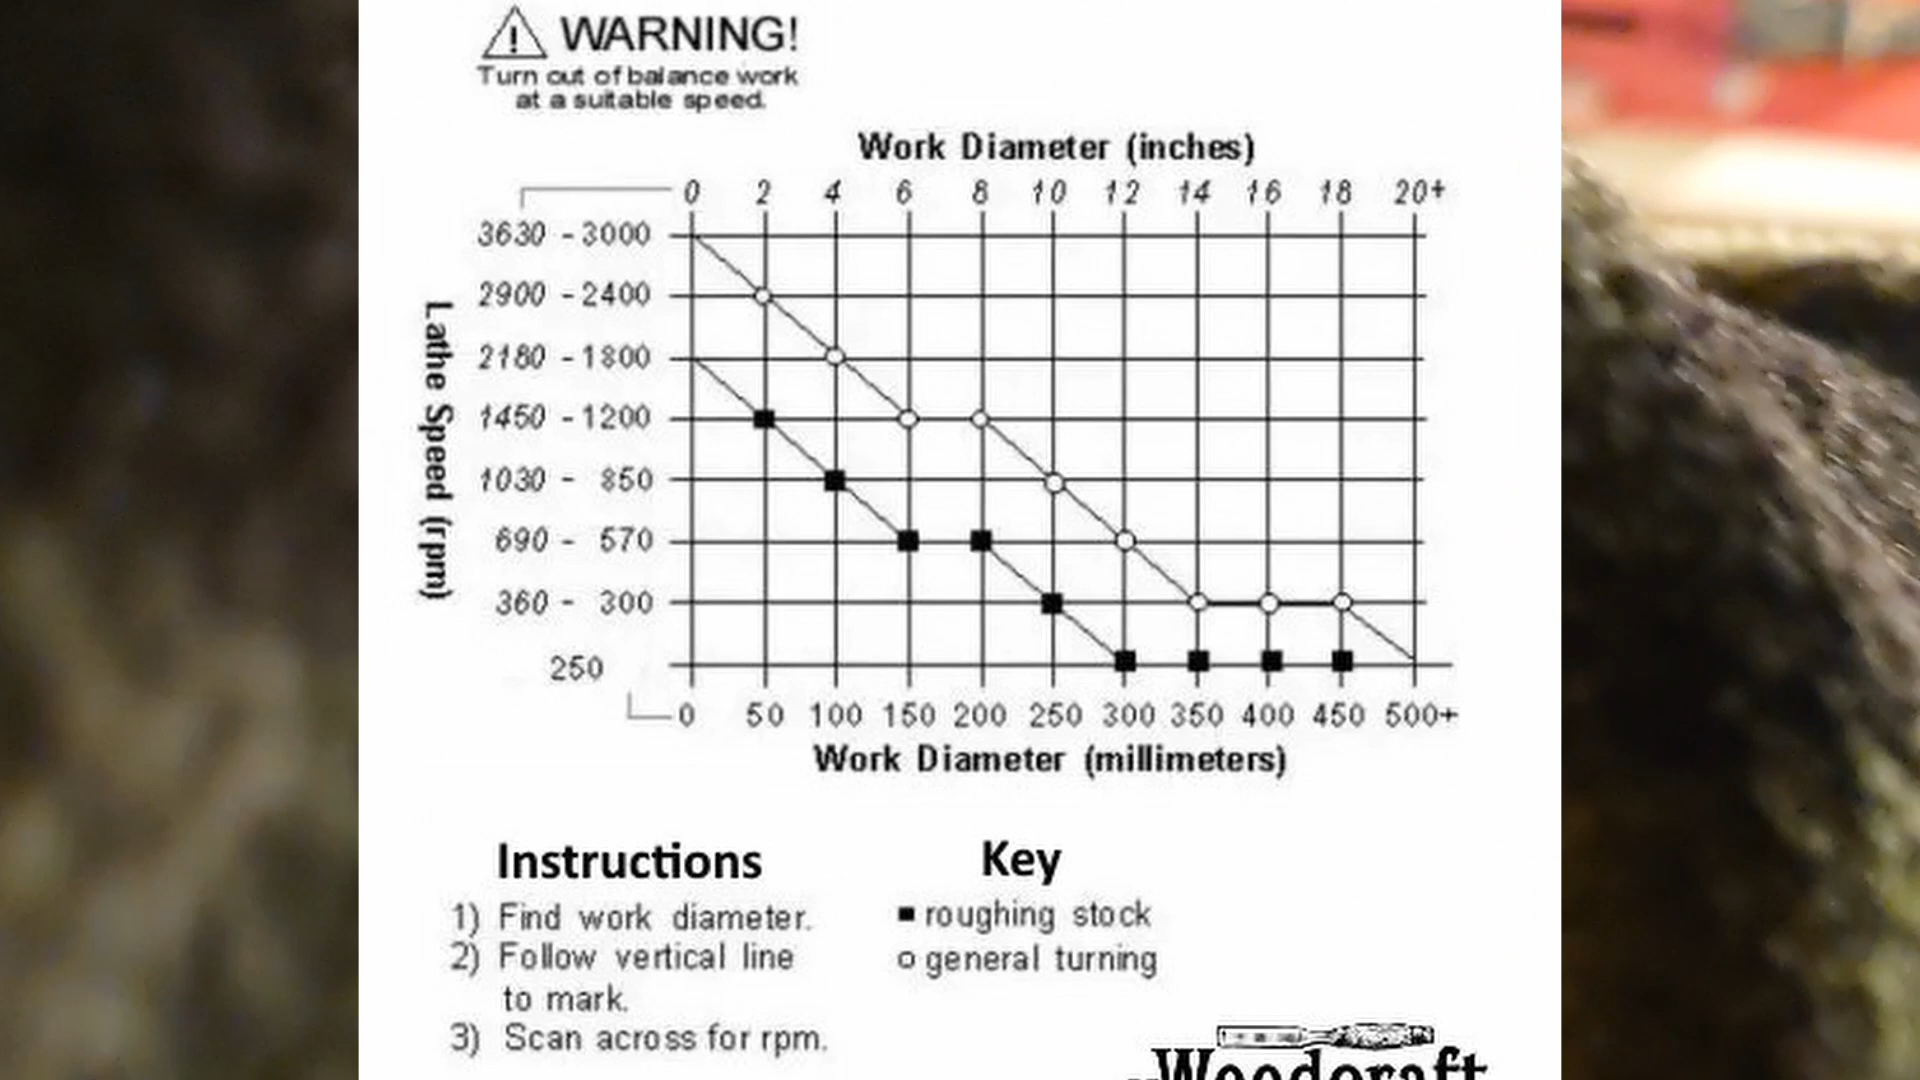 WARNING!
Turn out of balance work
at a suitable speed.
Work Diameter (inches)
0 2 4 6 8 10 12 14 16 18 20+
Lathe Speed (rpm)
3630 - 3000
2900 - 2400
2180 - 1800
1450 - 1200
1030 - 850
690 - 570
360 - 300
250
0 50 100 150 200 250 300 350 400 450 500+
Work Diameter (millimeters)
Instructions
1) Find work diameter.
2) Follow vertical line
to mark.
3) Scan across for rpm.
Key
■ roughing stock
○ general turning
Woodcraft